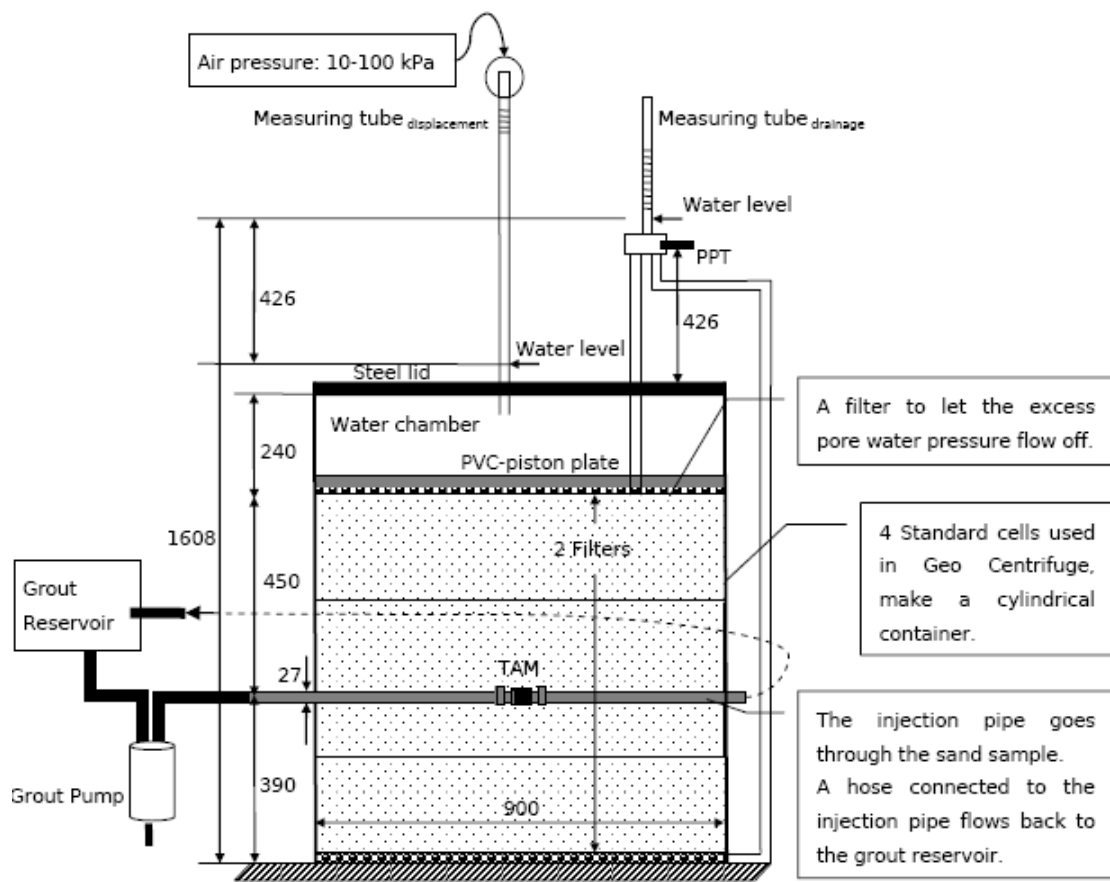 Air pressure: 10-100 kPa
Measuring tube displacement
Measuring tube drainage
Water level
PPT
426
426
Water level
Steel lid
Water chamber
240
PVC-piston plate
A filter to let the excess
pore water pressure flow off.
1608
2 Filters
450
4 Standard cells used
in Geo Centrifuge,
make a cylindrical
container.
Grout
Reservoir
27
TAM
The injection pipe goes
through the sand sample.
A hose connected to the
injection pipe flows back to
the grout reservoir.
Grout Pump
390
900